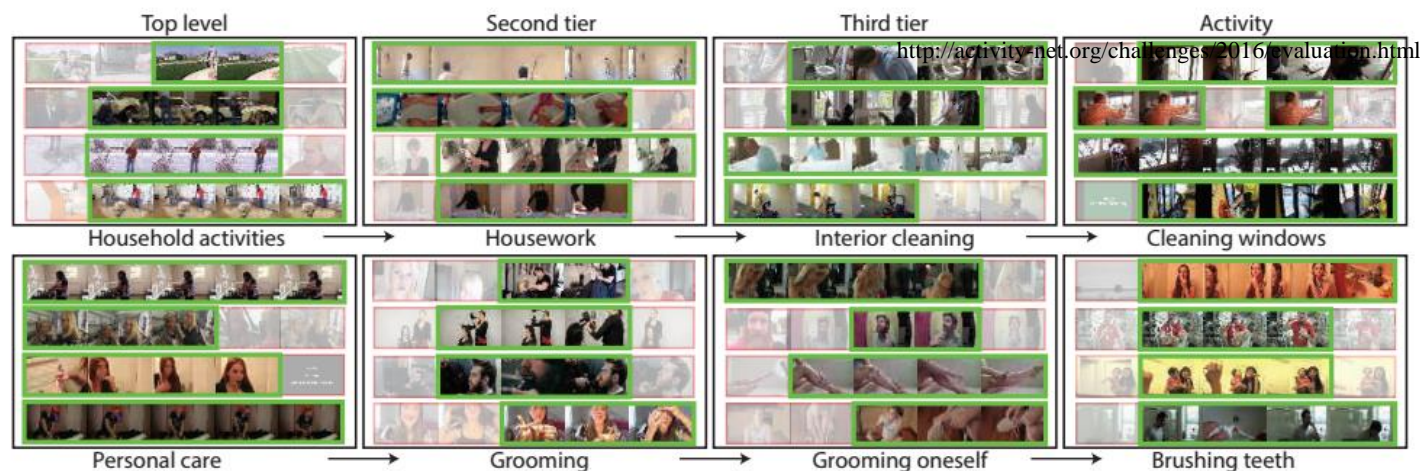 Top level Second tier Third tier Activity
http://activity-net.org/challenges/2016/evaluation.html
Household activities Housework Interior cleaning Cleaning windows
Personal care Grooming Grooming oneself Brushing teeth